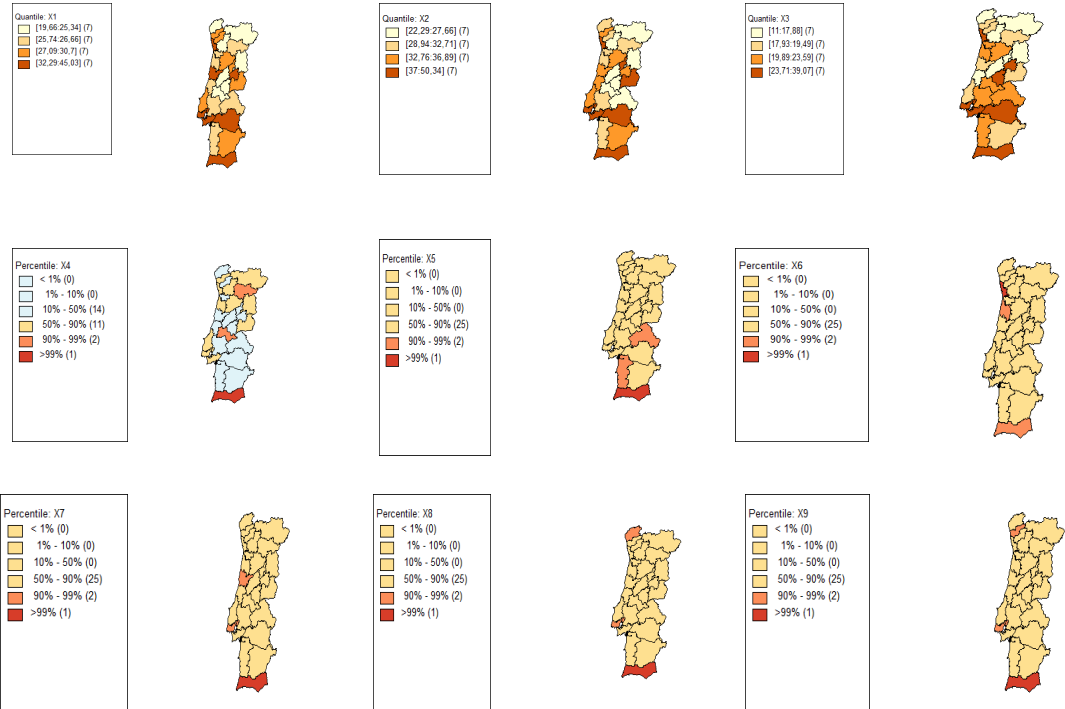 Quantile: X1
[19,66:25,34] (7)
[25,74:26,66] (7)
[27,09:30,7] (7)
[32,29:45,03] (7)
Quantile: X2
[22,29:27,66] (7)
[28,94:32,71] (7)
[32,76:36,89] (7)
[37:50,34] (7)
Quantile: X3
[11:17,88] (7)
[17,93:19,49] (7)
[19,89:23,59] (7)
[23,71:39,07] (7)
Percentile: X4
< 1% (0)
1% - 10% (0)
10% - 50% (14)
50% - 90% (11)
90% - 99% (2)
>99% (1)
Percentile: X5
< 1% (0)
1% - 10% (0)
10% - 50% (0)
50% - 90% (25)
90% - 99% (2)
>99% (1)
Percentile: X6
< 1% (0)
1% - 10% (0)
10% - 50% (0)
50% - 90% (25)
90% - 99% (2)
>99% (1)
Percentile: X7
< 1% (0)
1% - 10% (0)
10% - 50% (0)
50% - 90% (25)
90% - 99% (2)
>99% (1)
Percentile: X8
< 1% (0)
1% - 10% (0)
10% - 50% (0)
50% - 90% (25)
90% - 99% (2)
>99% (1)
Percentile: X9
< 1% (0)
1% - 10% (0)
10% - 50% (0)
50% - 90% (25)
90% - 99% (2)
>99% (1)